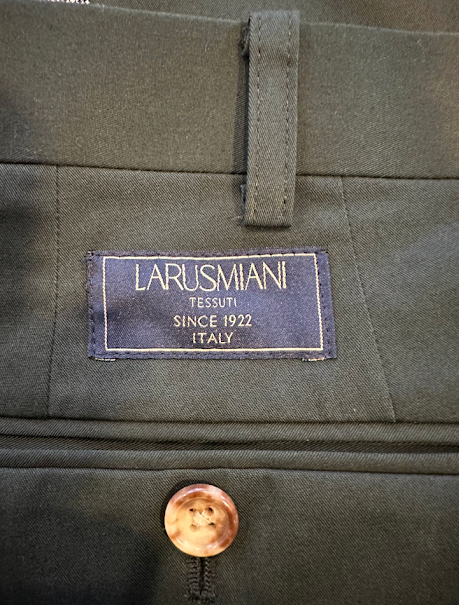 LARUSMIANI
TESSUTI
SINCE 1922
ITALY